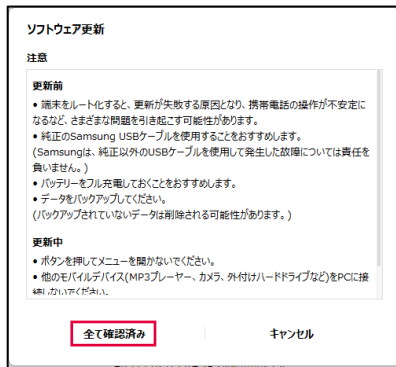 ソフトウェア更新
注意
更新前
• 端末をルート化すると、更新が失敗する原因となり、携帯電話の操作が不安定に
なるなど、さまざまな問題を引き起こす可能性があります。
• 純正のSamsung USBケーブルを使用することをおすすめします。
(Samsungは、純正以外のUSBケーブルを使用して発生した故障については責任を
負いません。)
• バッテリーをフル充電しておくことをおすすめします。
• データをバックアップしてください。
(バックアップされていないデータは削除される可能性があります。)
更新中
• ボタンを押してメニューを開かないでください。
• 他のモバイルデバイス(MP3プレーヤー、カメラ、外付けハードドライブなど)をPCに接
続しないでください。
全て確認済み
キャンセル